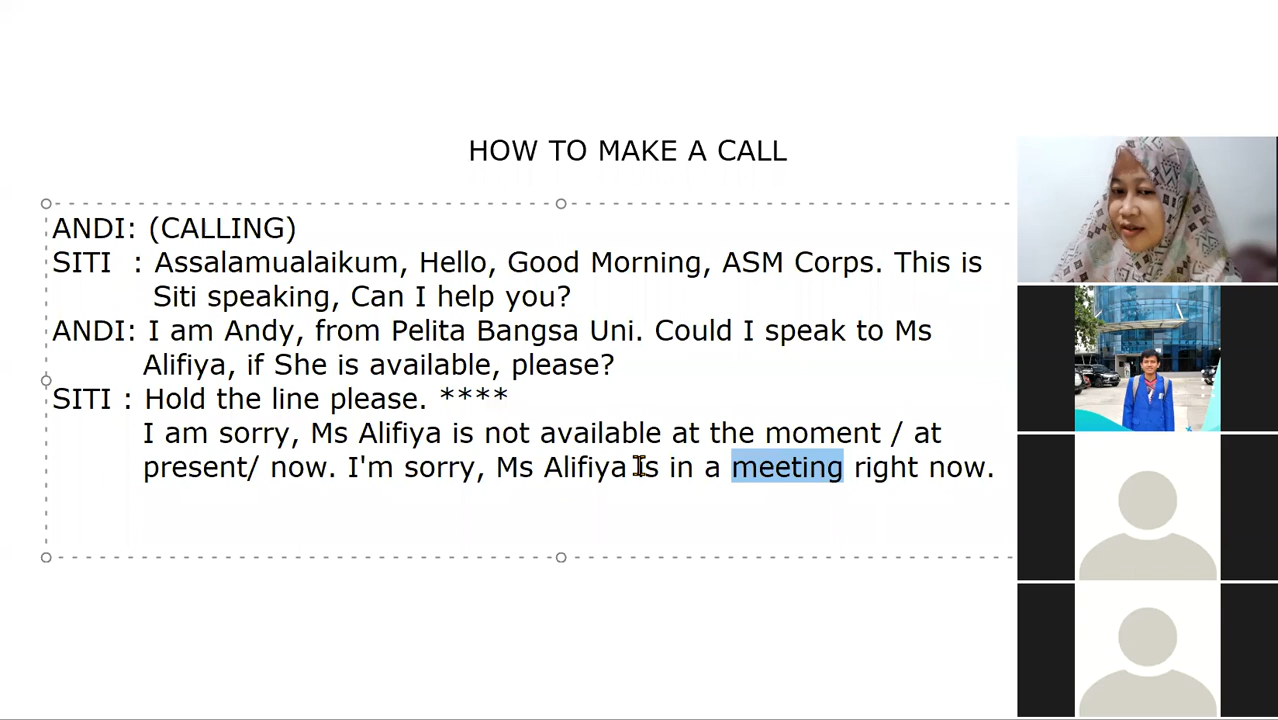 HOW TO MAKE A CALL
ANDI: (CALLING)
SITI : Assalamualaikum, Hello, Good Morning, ASM Corps. This is
Siti speaking, Can I help you?
ANDI: I am Andy, from Pelita Bangsa Uni. Could I speak to Ms
Alifiya, if She is available, please?
SITI : Hold the line please. ****
I am sorry, Ms Alifiya is not available at the moment / at
present/ now. I'm sorry, Ms Alifiya is in a meeting right now.